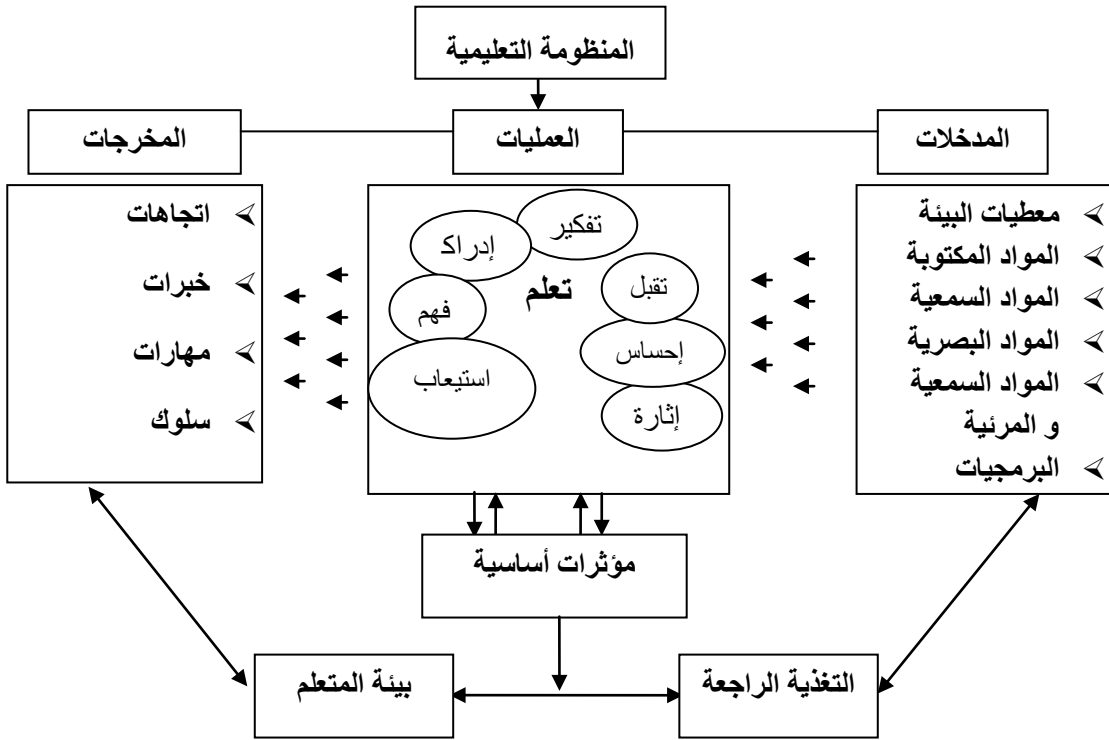 المنظومة التعليمية
المدخلات
العمليات
المخرجات
معطيات البيئة
المواد المكتوبة
المواد السمعية
المواد البصرية
المواد السمعية
و المرئية
البرمجيات
تفكير
إدراك
تقبل
تعلم
فهم
إحساس
استيعاب
إثارة
اتجاهات
خبرات
مهارات
سلوك
مؤثرات أساسية
التغذية الراجعة
بيئة المتعلم